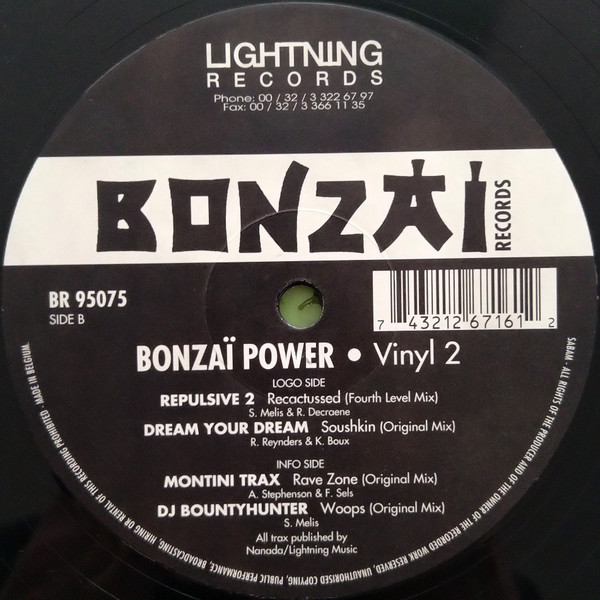 LIGHTNING
RECORDS
Phone: 00 / 32 / 3 322 67 97
Fax: 00 / 32 / 3 366 11 35
BONZAI
RECORDS
BR 95075
SIDE B
7 43212 67161 2
BONZAÏ POWER • Vinyl 2
LOGO SIDE
REPULSIVE 2 Recactussed (Fourth Level Mix)
S. Melis & R. Decraene
DREAM YOUR DREAM Soushkin (Original Mix)
R. Reynders & K. Boux
INFO SIDE
MONTINI TRAX Rave Zone (Original Mix)
A. Stephenson & F. Sels
DJ BOUNTYHUNTER Woops (Original Mix)
S. Melis
All trax published by
Nanada/Lightning Music
SABAM - ALL RIGHTS OF THE PRODUCER AND OF THE OWNER OF THE RECORDED WORK RESERVED. UNAUTHORISED COPYING, PUBLIC PERFORMANCE, BROADCASTING, HIRING OR RENTAL OF THIS RECORDING PROHIBITED - MADE IN BELGIUM.